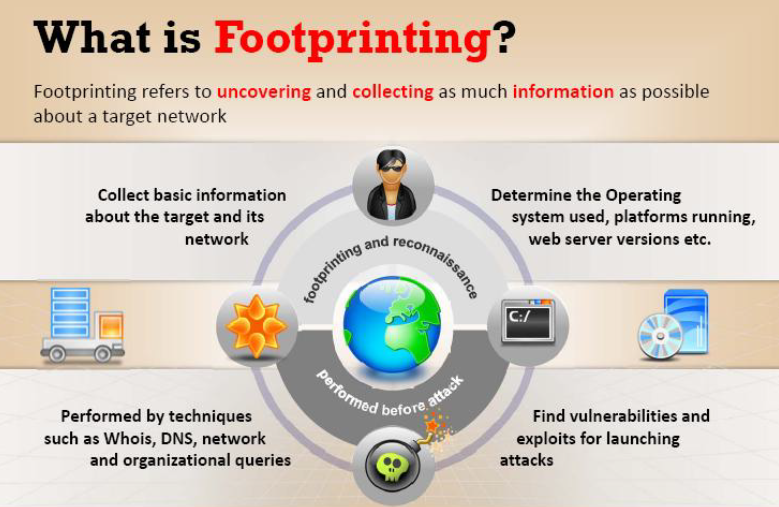 What is Footprinting?
Footprinting refers to uncovering and collecting as much information as possible
about a target network
Collect basic information
about the target and its
network
Determine the Operating
system used, platforms running,
web server versions etc.
footprinting and reconnaissance
C:/
performed before attack
Performed by techniques
such as Whois, DNS, network
and organizational queries
Find vulnerabilities and
exploits for launching
attacks